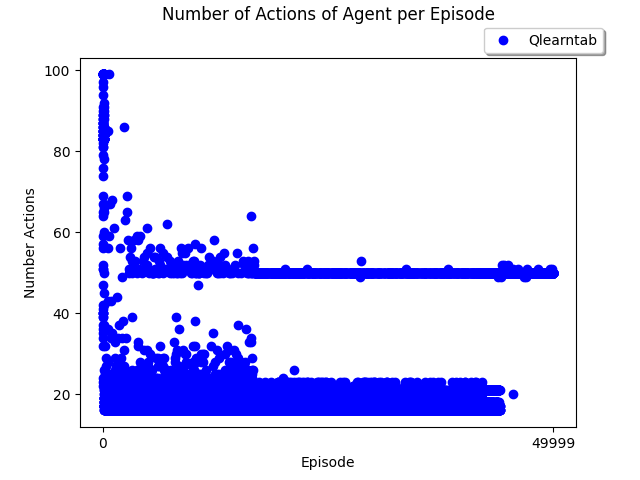 Number of Actions of Agent per Episode
Qlearntab
100
80
60
40
20
Number Actions
0
49999
Episode